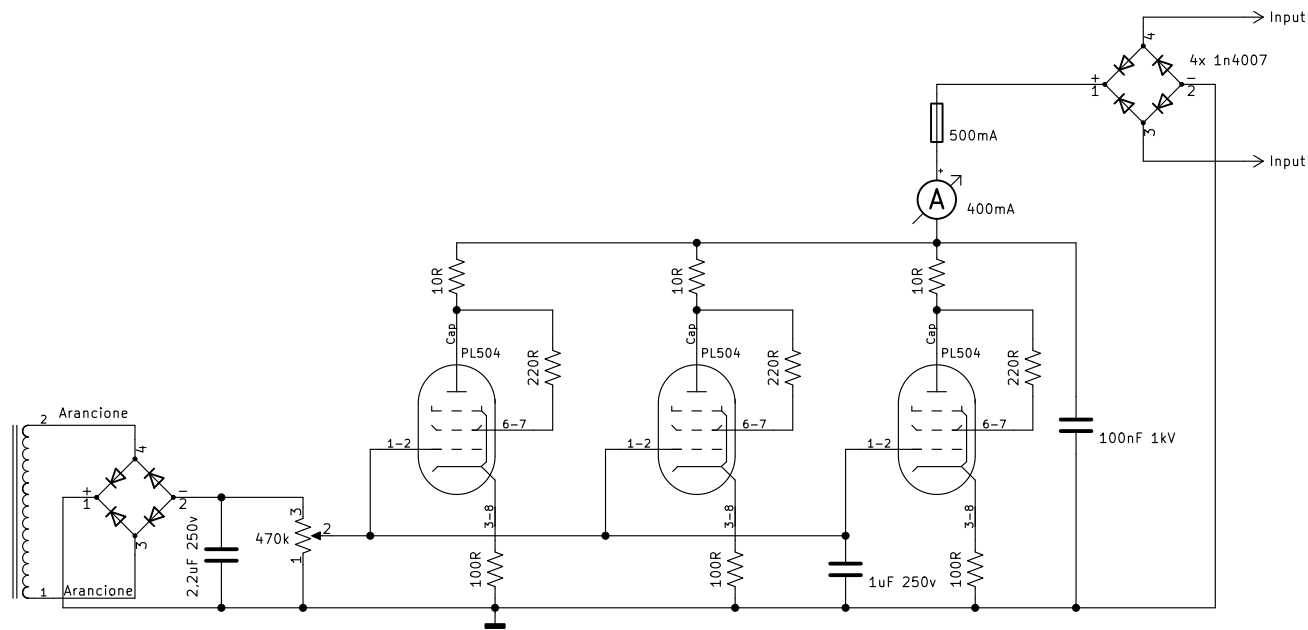 Input
4
4x 1n4007
+
1
−
2
3
Input
500mA
+
A
400mA
10R
10R
10R
Cap
Cap
Cap
PL504
PL504
PL504
220R
220R
220R
6-7
6-7
6-7
1-2
1-2
1-2
100nF 1kV
2
Arancione
4
+
1
−
2
3
1
Arancione
2,2uF 250v
470k
3
2
1
3-8
3-8
3-8
100R
100R
100R
1uF 250v